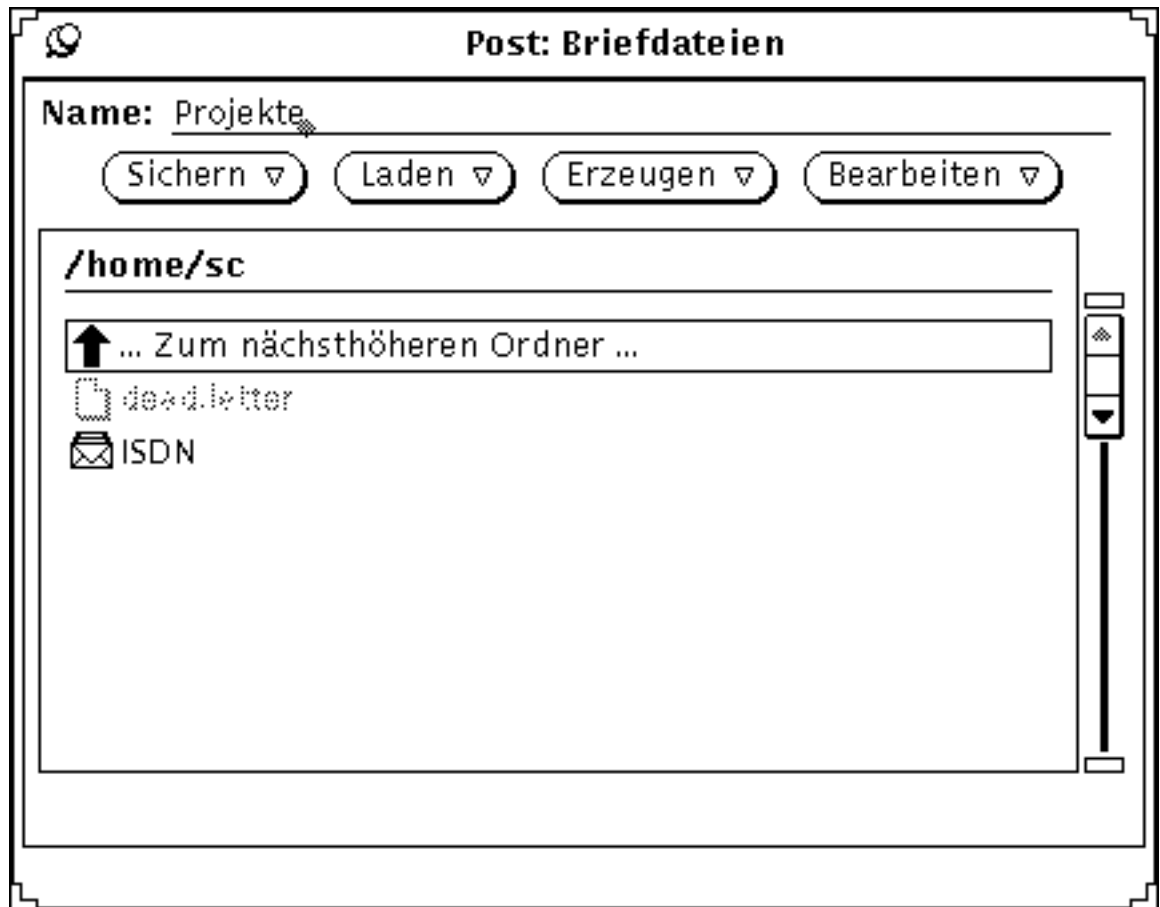 Post: Briefdateien
Name: Projekte
Sichern Laden Erzeugen Bearbeiten
/home/sc
... Zum nächsthöheren Ordner ...
dead.letter
ISDN